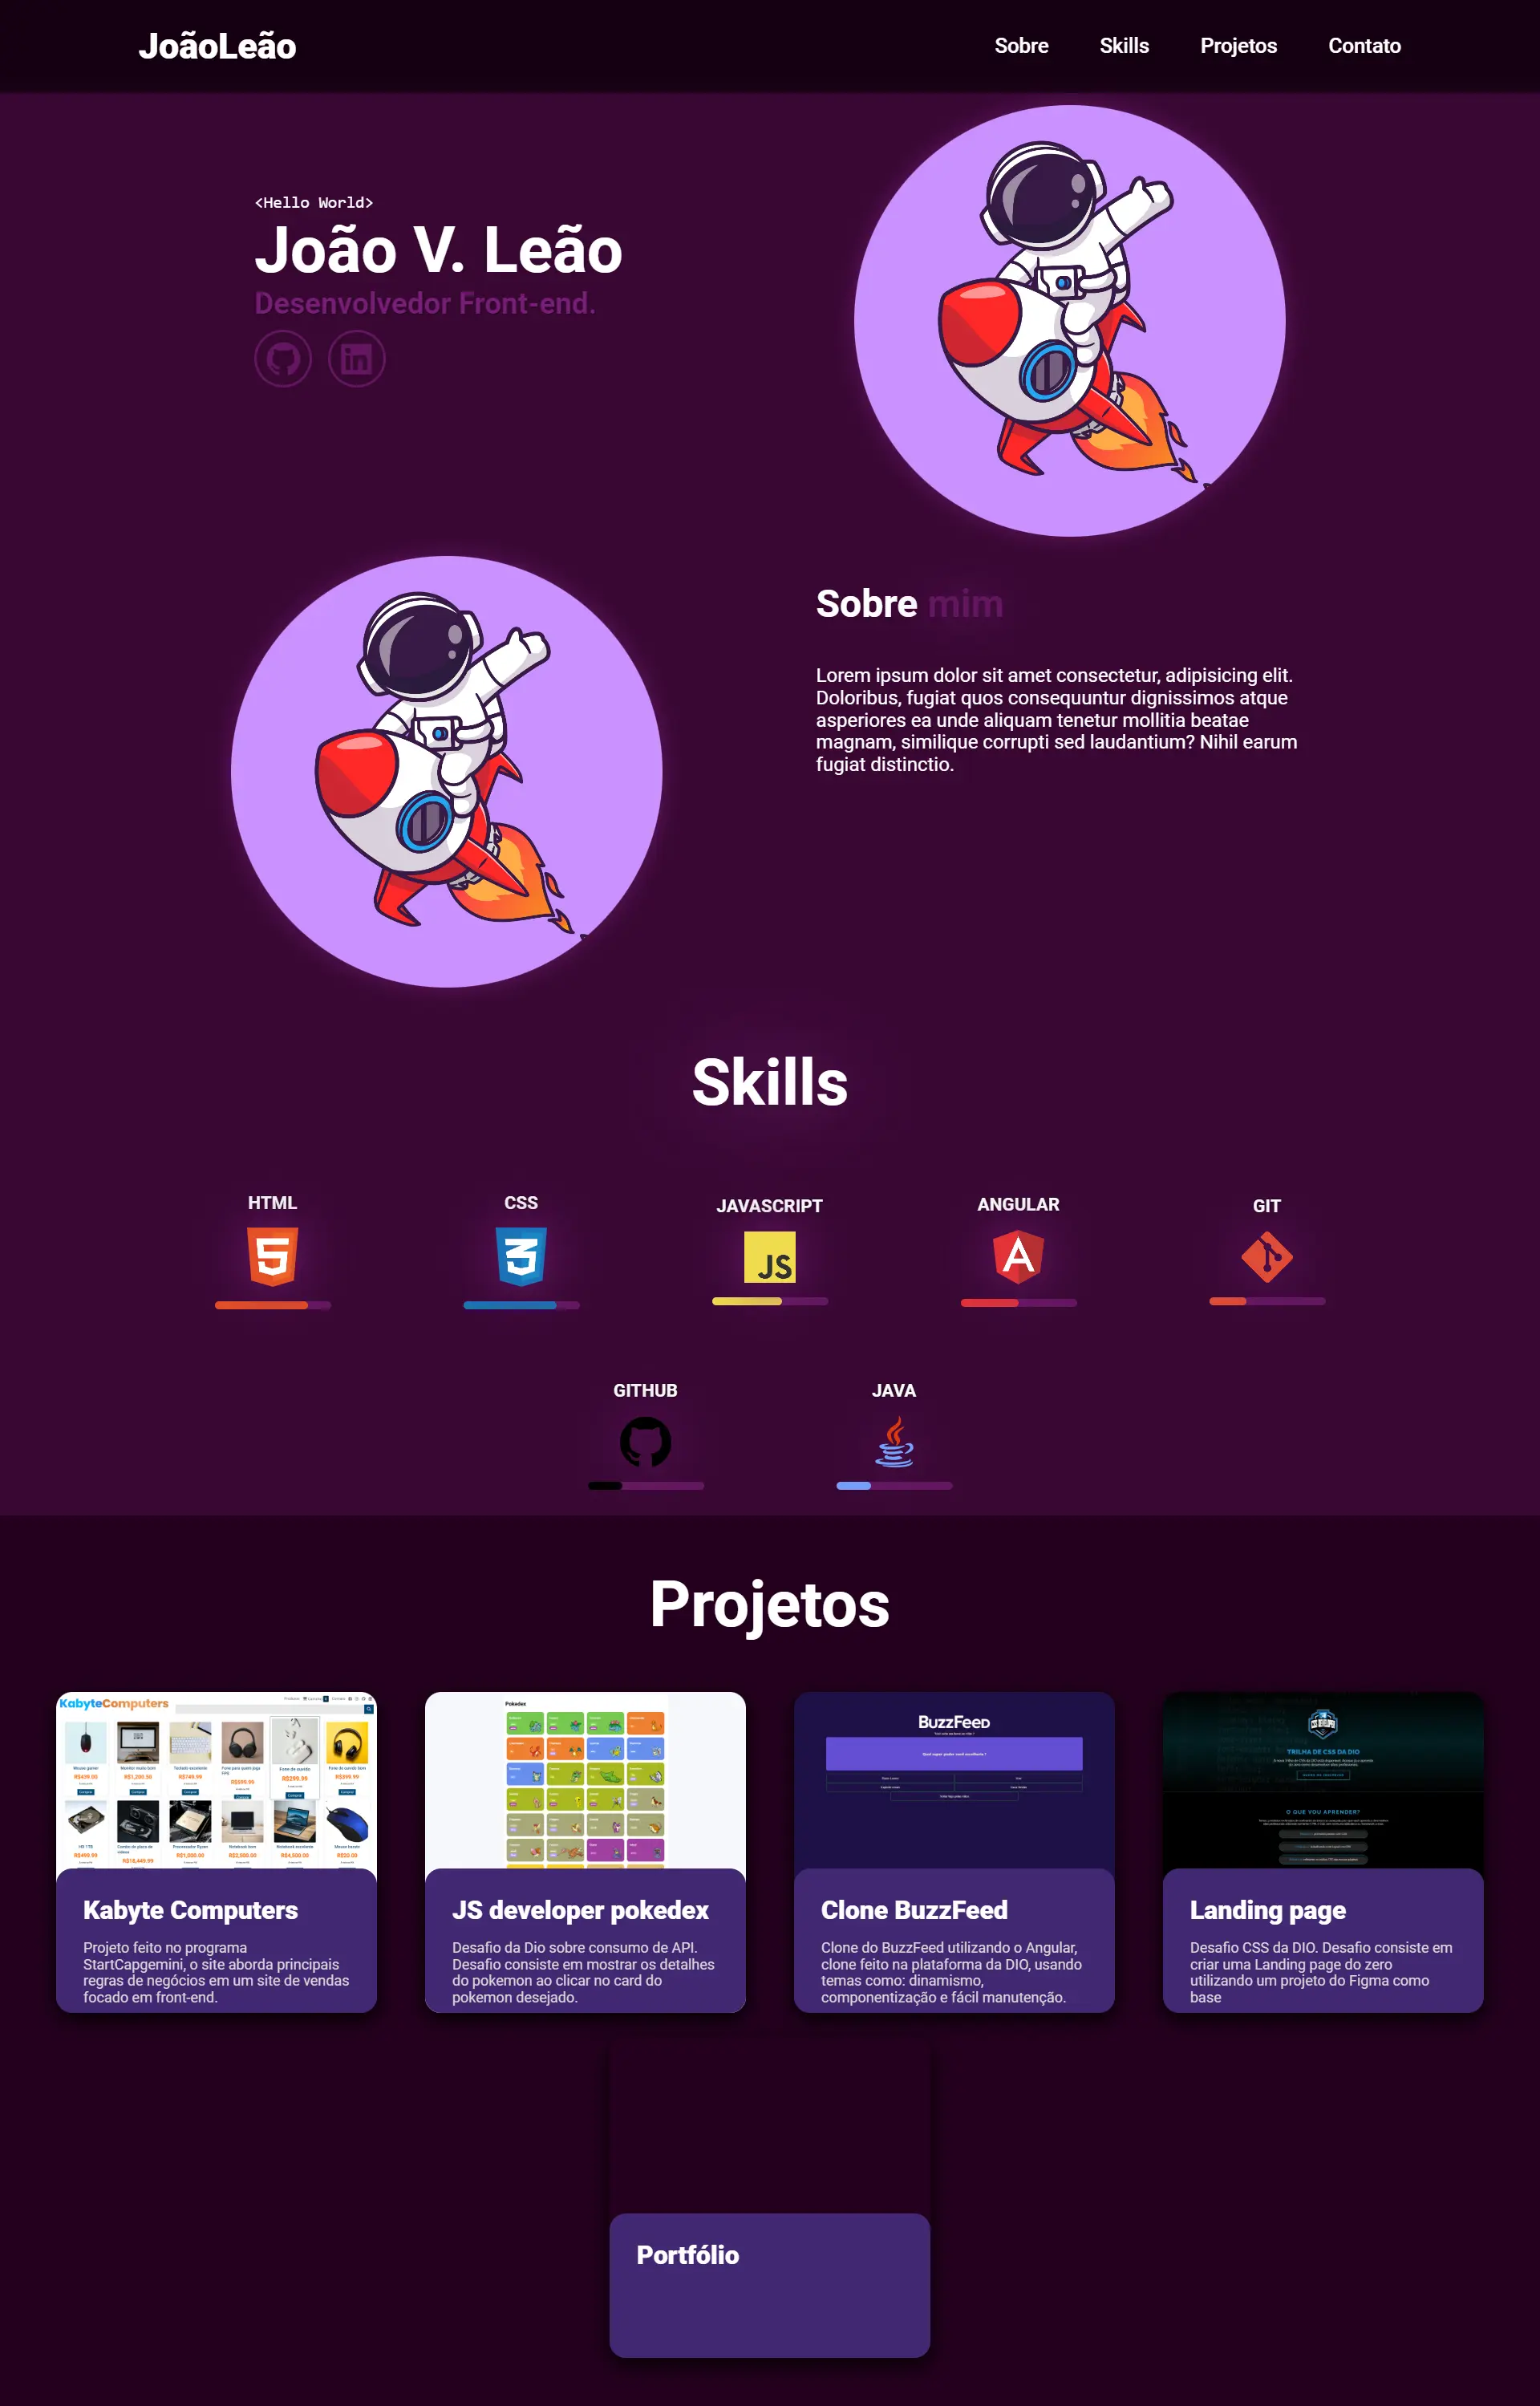 JoãoLeão
Sobre
Skills
Projetos
Contato
<Hello World>
João V. Leão
Desenvolvedor Front-end.
Sobre mim
Lorem ipsum dolor sit amet consectetur, adipisicing elit.
Doloribus, fugiat quos consequuntur dignissimos atque
asperiores ea unde aliquam tenetur mollitia beatae
magnam, similique corrupti sed laudantium? Nihil earum
fugiat distinctio.
Skills
HTML
CSS
JAVASCRIPT
JS
ANGULAR
GIT
GITHUB
JAVA
Projetos
KabyteComputers
Pokedex
BuzzFeed
TRILHA DE CSS DA DIO
O QUE VOU APRENDER?
Kabyte Computers
Projeto feito no programa
StartCapgemini, o site aborda principais
regras de negócios em um site de vendas
focado em front-end.
JS developer pokedex
Desafio da Dio sobre consumo de API.
Desafio consiste em mostrar os detalhes
do pokemon ao clicar no card do
pokemon desejado.
Clone BuzzFeed
Clone do BuzzFeed utilizando o Angular,
clone feito na plataforma da DIO, usando
temas como: dinamismo,
componentização e fácil manutenção.
Landing page
Desafio CSS da DIO. Desafio consiste em
criar uma Landing page do zero
utilizando um projeto do Figma como
base
Portfólio